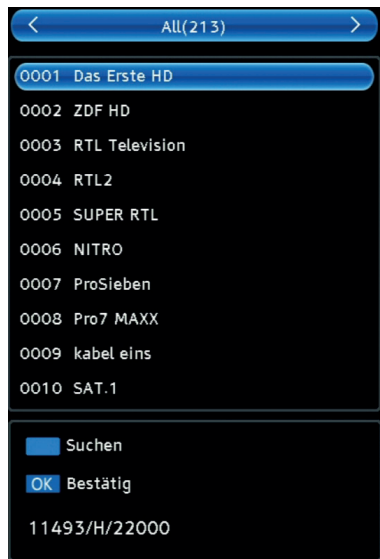 All(213)
0001 Das Erste HD
0002 ZDF HD
0003 RTL Television
0004 RTL2
0005 SUPER RTL
0006 NITRO
0007 ProSieben
0008 Pro7 MAXX
0009 kabel eins
0010 SAT.1
Suchen
OK Bestätig
11493/H/22000